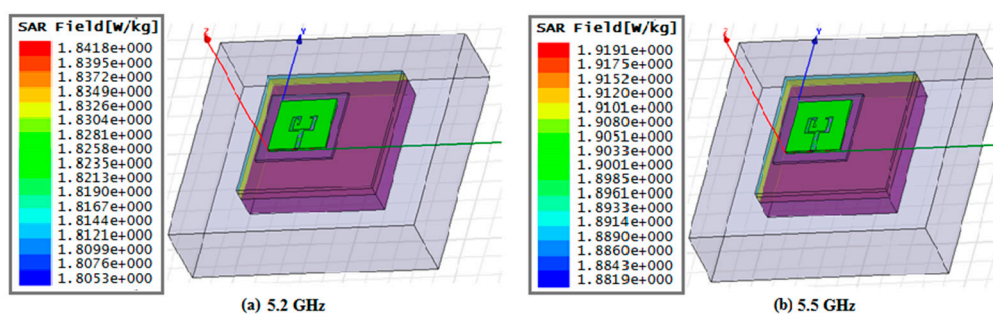 SAR Field[W/kg]
1.8418e+000
1.8395e+000
1.8372e+000
1.8349e+000
1.8326e+000
1.8304e+000
1.8281e+000
1.8258e+000
1.8235e+000
1.8213e+000
1.8190e+000
1.8167e+000
1.8144e+000
1.8121e+000
1.8099e+000
1.8076e+000
1.8053e+000
Z
Y
(a) 5.2 GHz
SAR Field[W/kg]
1.9191e+000
1.9175e+000
1.9152e+000
1.9120e+000
1.9101e+000
1.9080e+000
1.9051e+000
1.9033e+000
1.9001e+000
1.8985e+000
1.8961e+000
1.8933e+000
1.8914e+000
1.8890e+000
1.8860e+000
1.8843e+000
1.8819e+000
Z
Y
(b) 5.5 GHz